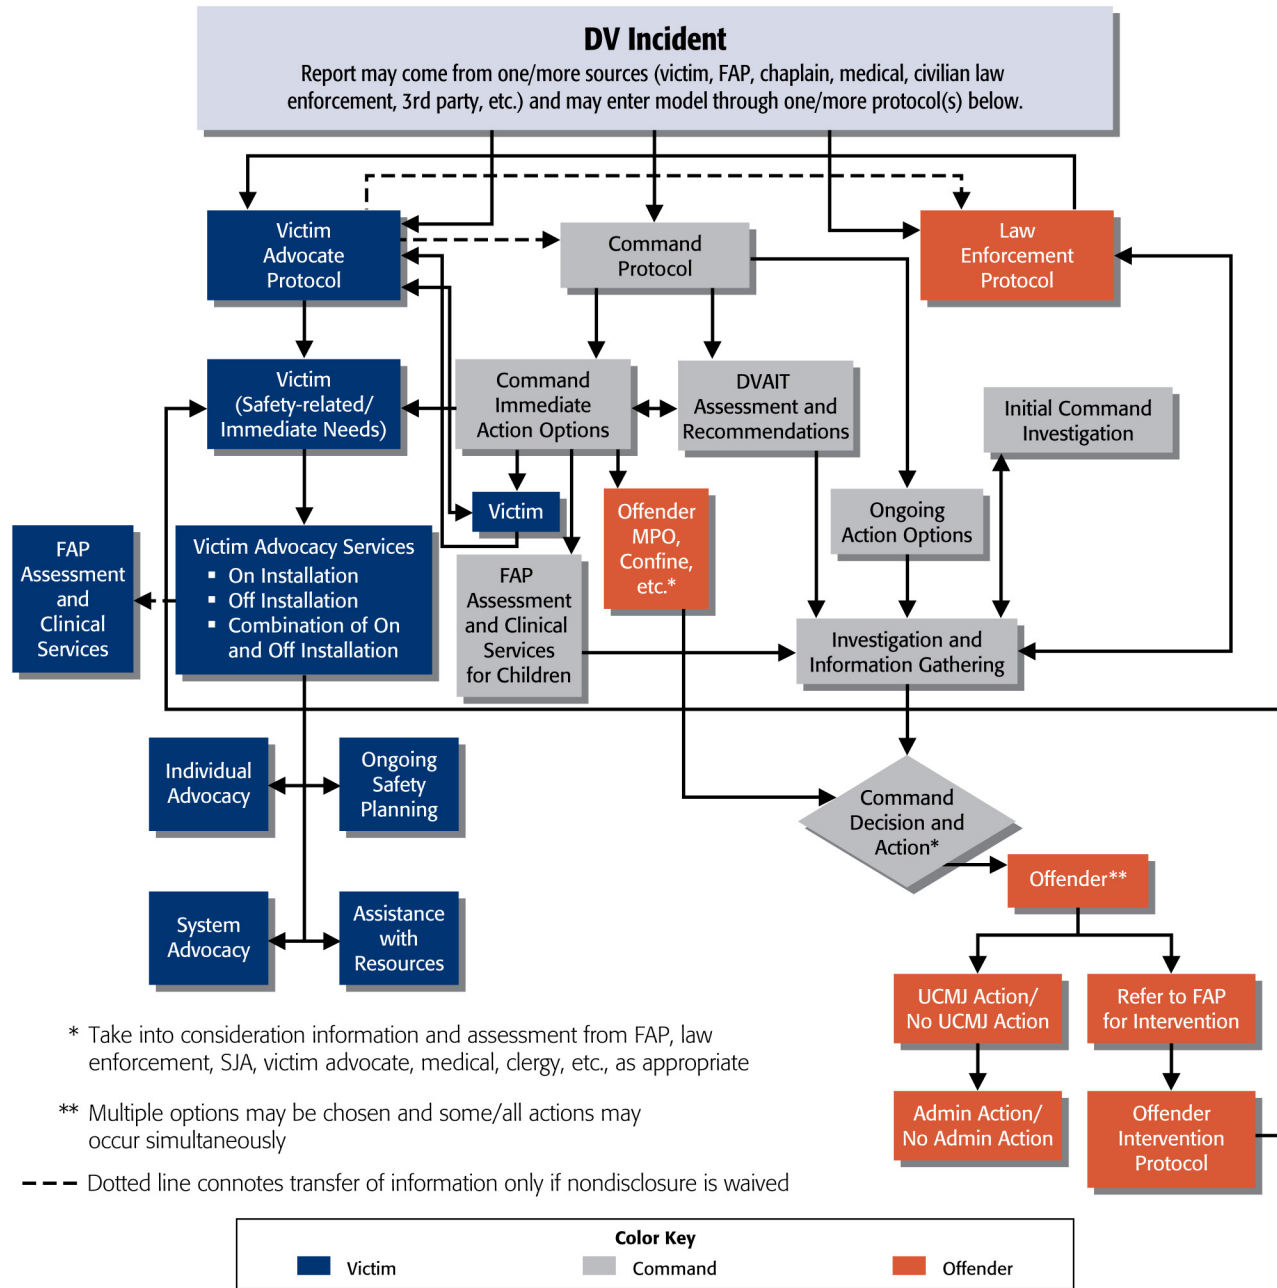 DV Incident
Report may come from one/more sources (victim, FAP, chaplain, medical, civilian law
enforcement, 3rd party, etc.) and may enter model through one/more protocol(s) below.
Victim
Advocate
Protocol
Command
Protocol
Law
Enforcement
Protocol
Victim
(Safety-related/
Immediate Needs)
Command
Immediate
Action Options
DVAIT
Assessment and
Recommendations
Initial Command
Investigation
Victim
Offender
MPO,
Confine,
etc.*
Ongoing
Action Options
FAP
Assessment
and
Clinical
Services
Victim Advocacy Services
▪ On Installation
▪ Off Installation
▪ Combination of On
and Off Installation
FAP
Assessment
and Clinical
Services
for Children
Investigation and
Information Gathering
Individual
Advocacy
Ongoing
Safety
Planning
Command
Decision and
Action*
Offender**
System
Advocacy
Assistance
with
Resources
UCMJ Action/
No UCMJ Action
Refer to FAP
for Intervention
Admin Action/
No Admin Action
Offender
Intervention
Protocol
* Take into consideration information and assessment from FAP, law
enforcement, SJA, victim advocate, medical, clergy, etc., as appropriate
** Multiple options may be chosen and some/all actions may
occur simultaneously
--- Dotted line connotes transfer of information only if nondisclosure is waived
Color Key
Victim
Command
Offender